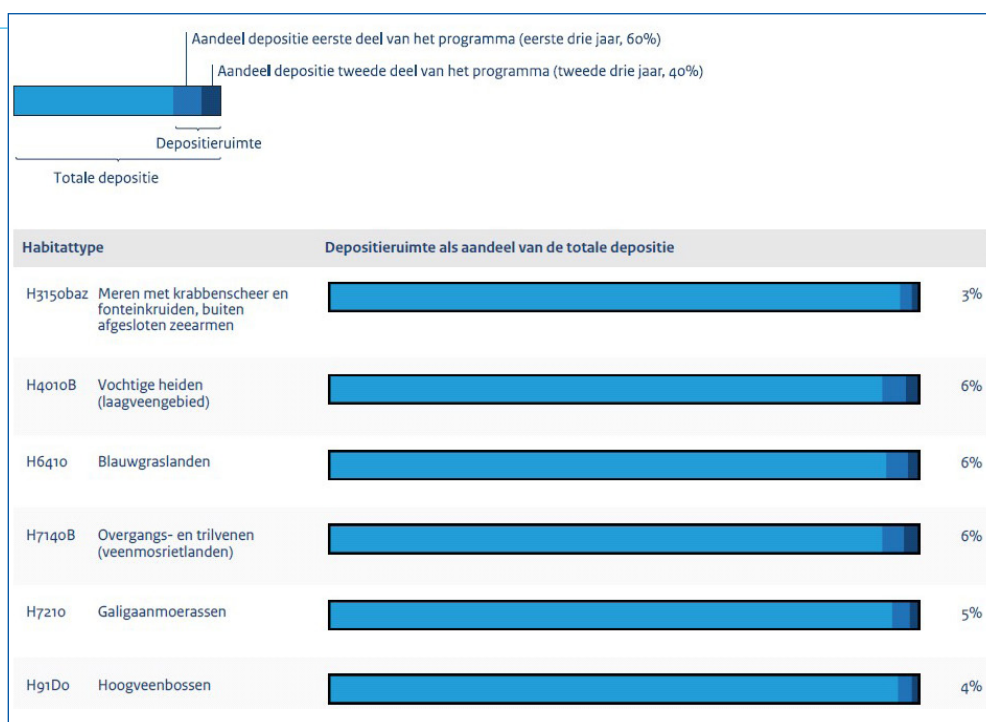 Aandeel depositie eerste deel van het programma (eerste drie jaar, 60%)
Aandeel depositie tweede deel van het programma (tweede drie jaar, 40%)
Depositieruimte
Totale depositie
Habitattype Depositieruimte als aandeel van de totale depositie
H3150baz Meren met krabbenscheer en 3%
fonteinkruiden, buiten
afgesloten zeearmen
H4010B Vochtige heiden 6%
(laagveengebied)
H6410 Blauwgraslanden 6%
H7140B Overgangs- en trilvenen 6%
(veenmosrietlanden)
H7210 Galigaanmoerassen 5%
H91D0 Hoogveenbossen 4%